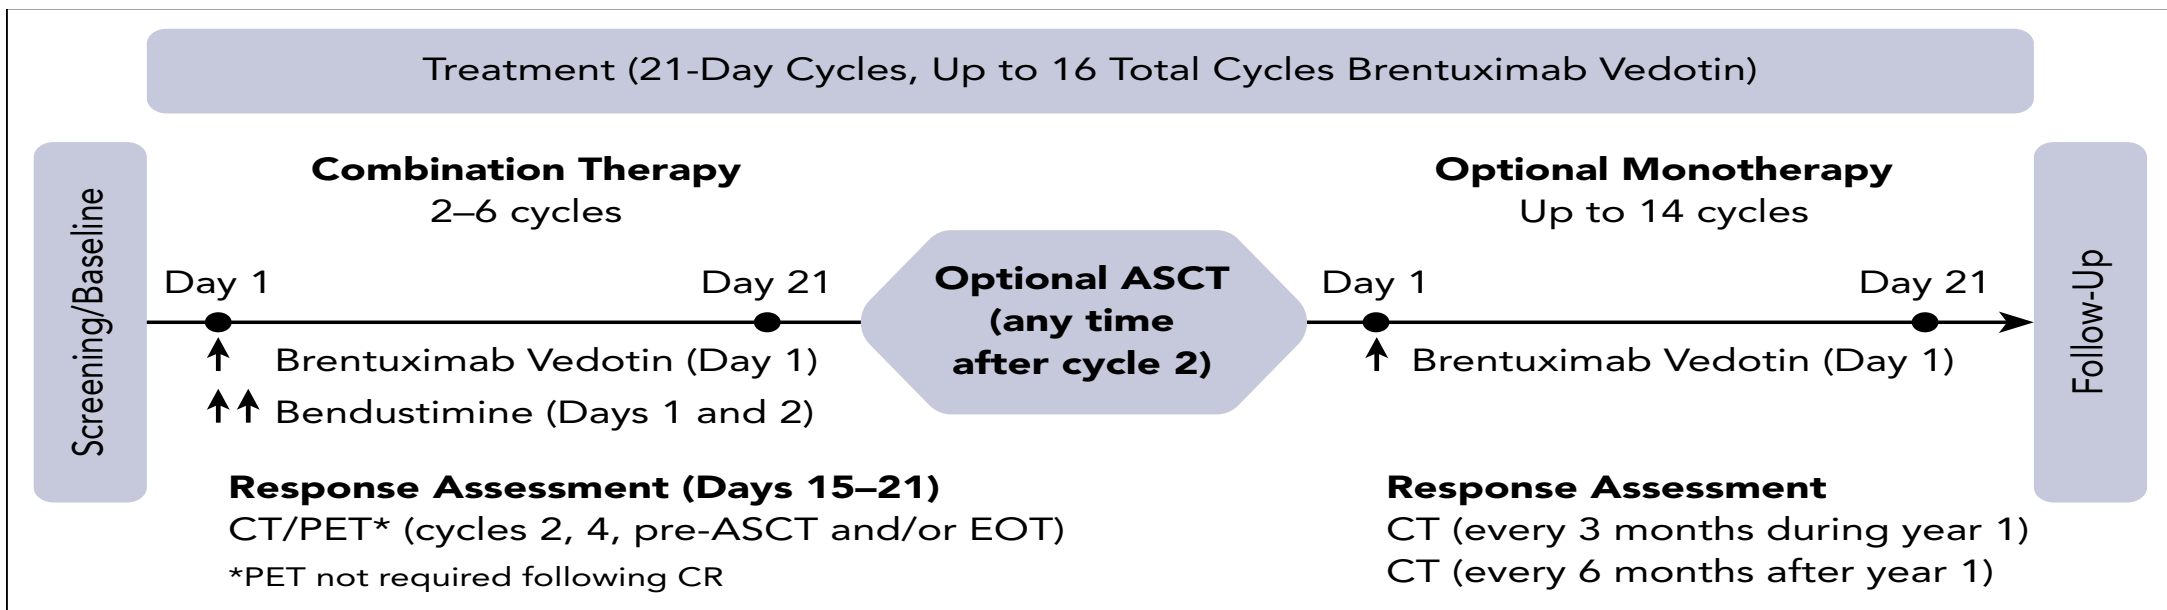 Treatment (21-Day Cycles, Up to 16 Total Cycles Brentuximab Vedotin)
Screening/Baseline
Combination Therapy
2–6 cycles
Day 1
Day 21
Brentuximab Vedotin (Day 1)
Bendustimine (Days 1 and 2)
Response Assessment (Days 15–21)
CT/PET* (cycles 2, 4, pre-ASCT and/or EOT)
*PET not required following CR
Optional ASCT
(any time
after cycle 2)
Optional Monotherapy
Up to 14 cycles
Day 1
Day 21
Brentuximab Vedotin (Day 1)
Response Assessment
CT (every 3 months during year 1)
CT (every 6 months after year 1)
Follow-Up